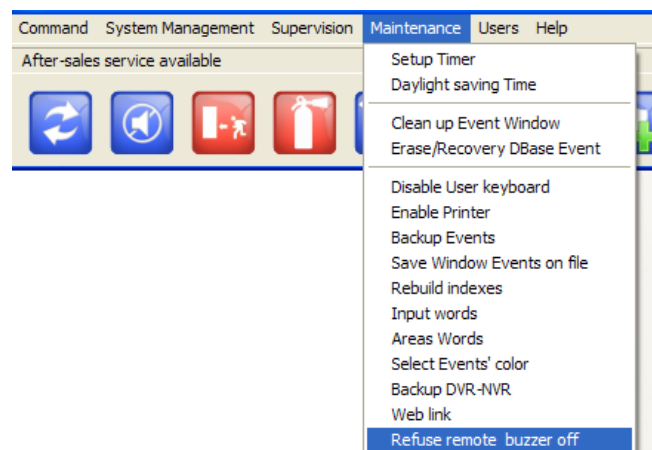 Command System Management Supervision Maintenance Users Help
After-sales service available
Setup Timer
Daylight saving Time
Clean up Event Window
Erase/Recovery DBase Event
Disable User keyboard
Enable Printer
Backup Events
Save Window Events on file
Rebuild indexes
Input words
Areas Words
Select Events' color
Backup DVR-NVR
Web link
Refuse remote  buzzer off